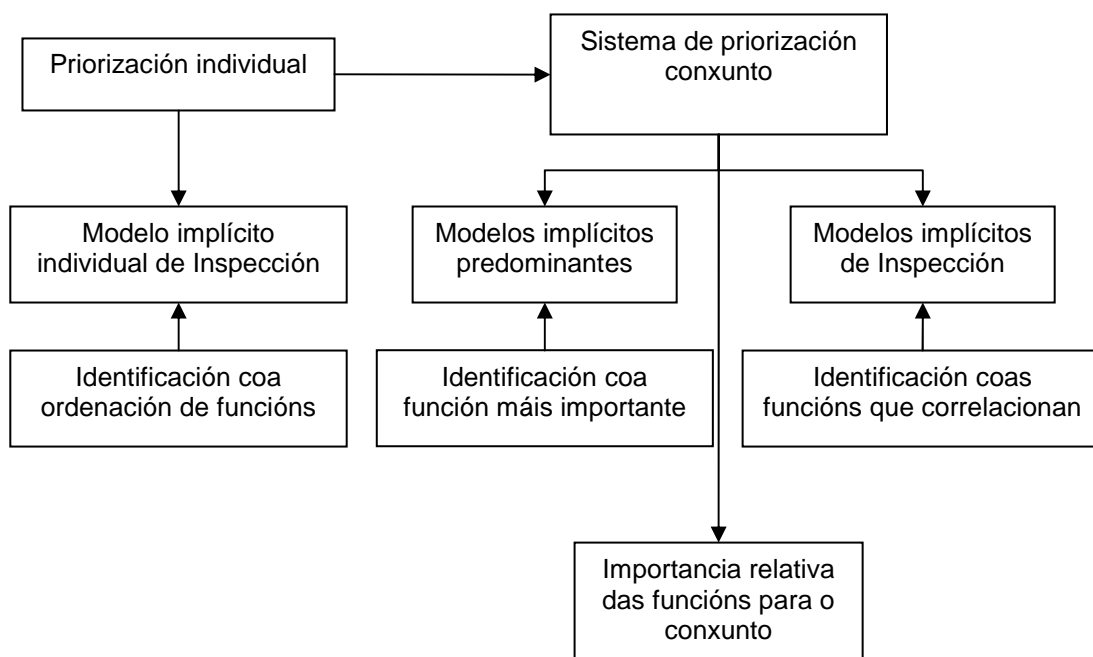 Priorización individual
Sistema de priorización
conxunto
Modelo implícito
individual de Inspección
Modelos implícitos
predominantes
Modelos implícitos
de Inspección
Identificación coa
ordenación de funcións
Identificación coa
función máis importante
Identificación coas
funcións que correlacionan
Importancia relativa
das funcións para o
conxunto